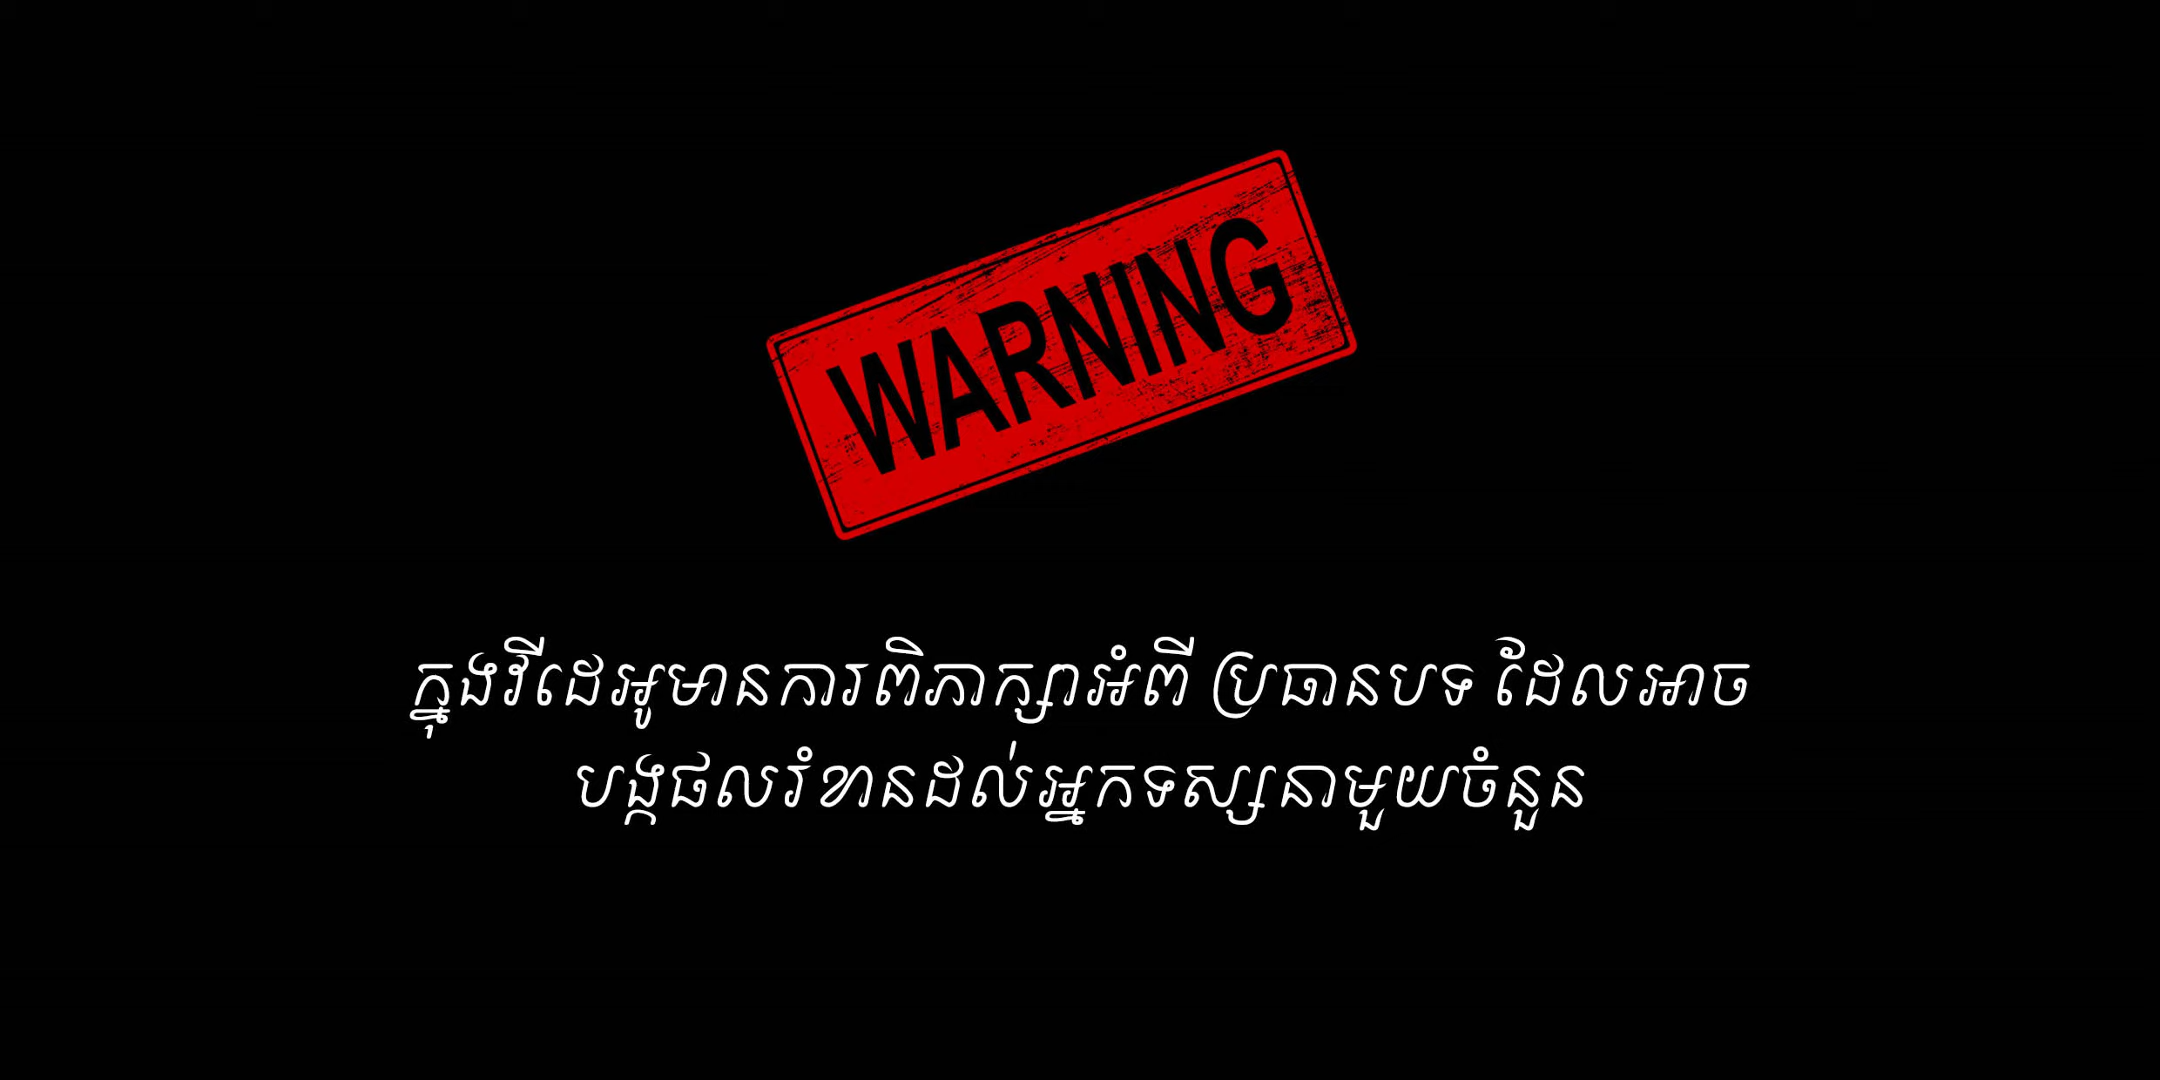 WARNING
ក្នុងវីដេអូមានការពិភាក្សាអំពី ប្រធានបទ ដែលអាច
បង្កផលរំខានដល់អ្នកទស្សនាមួយចំនួន